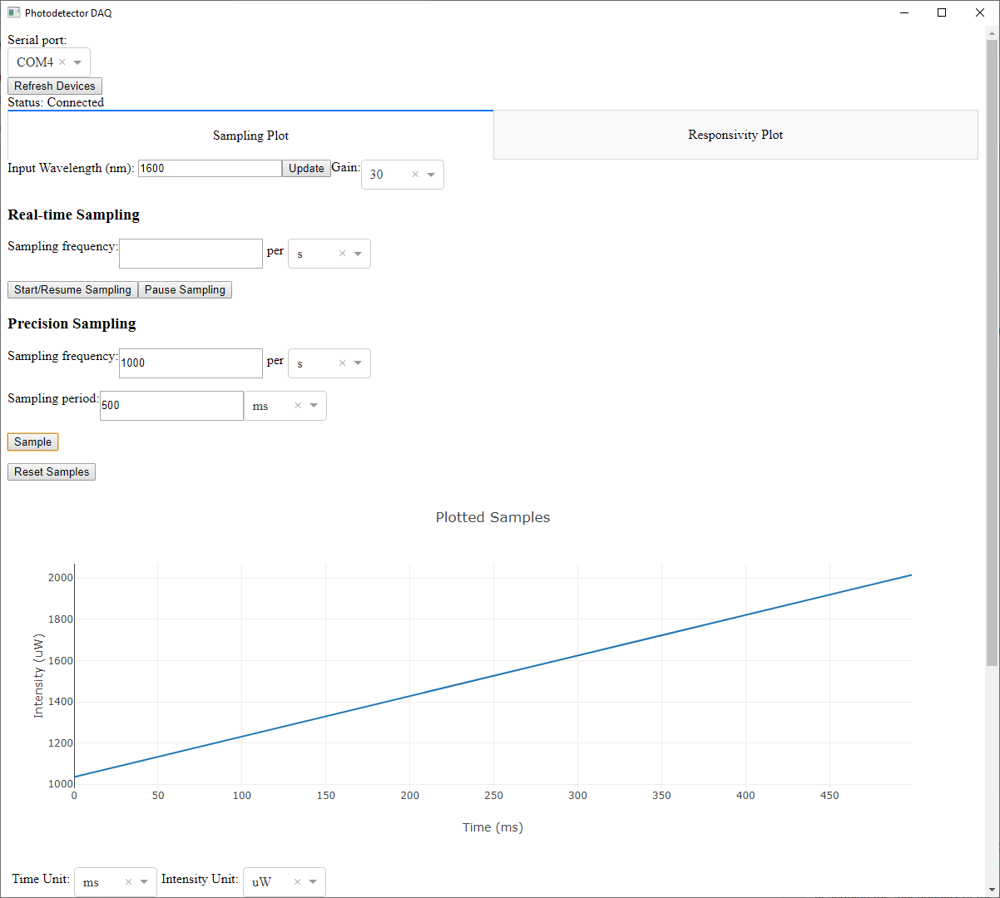 Photodetector DAQ
Serial port:
COM4 ×
Refresh Devices
Status: Connected
Sampling Plot Responsivity Plot
Input Wavelength (nm): 1600 Update Gain: 30 ×
Real-time Sampling
Sampling frequency: per s ×
Start/Resume Sampling Pause Sampling
Precision Sampling
Sampling frequency: 1000 per s ×
Sampling period: 500 ms ×
Sample
Reset Samples
Plotted Samples
2000
1800
1600
1400
1200
1000
Intensity (uW)
0 50 100 150 200 250 300 350 400 450
Time (ms)
Time Unit: ms × Intensity Unit: uW ×